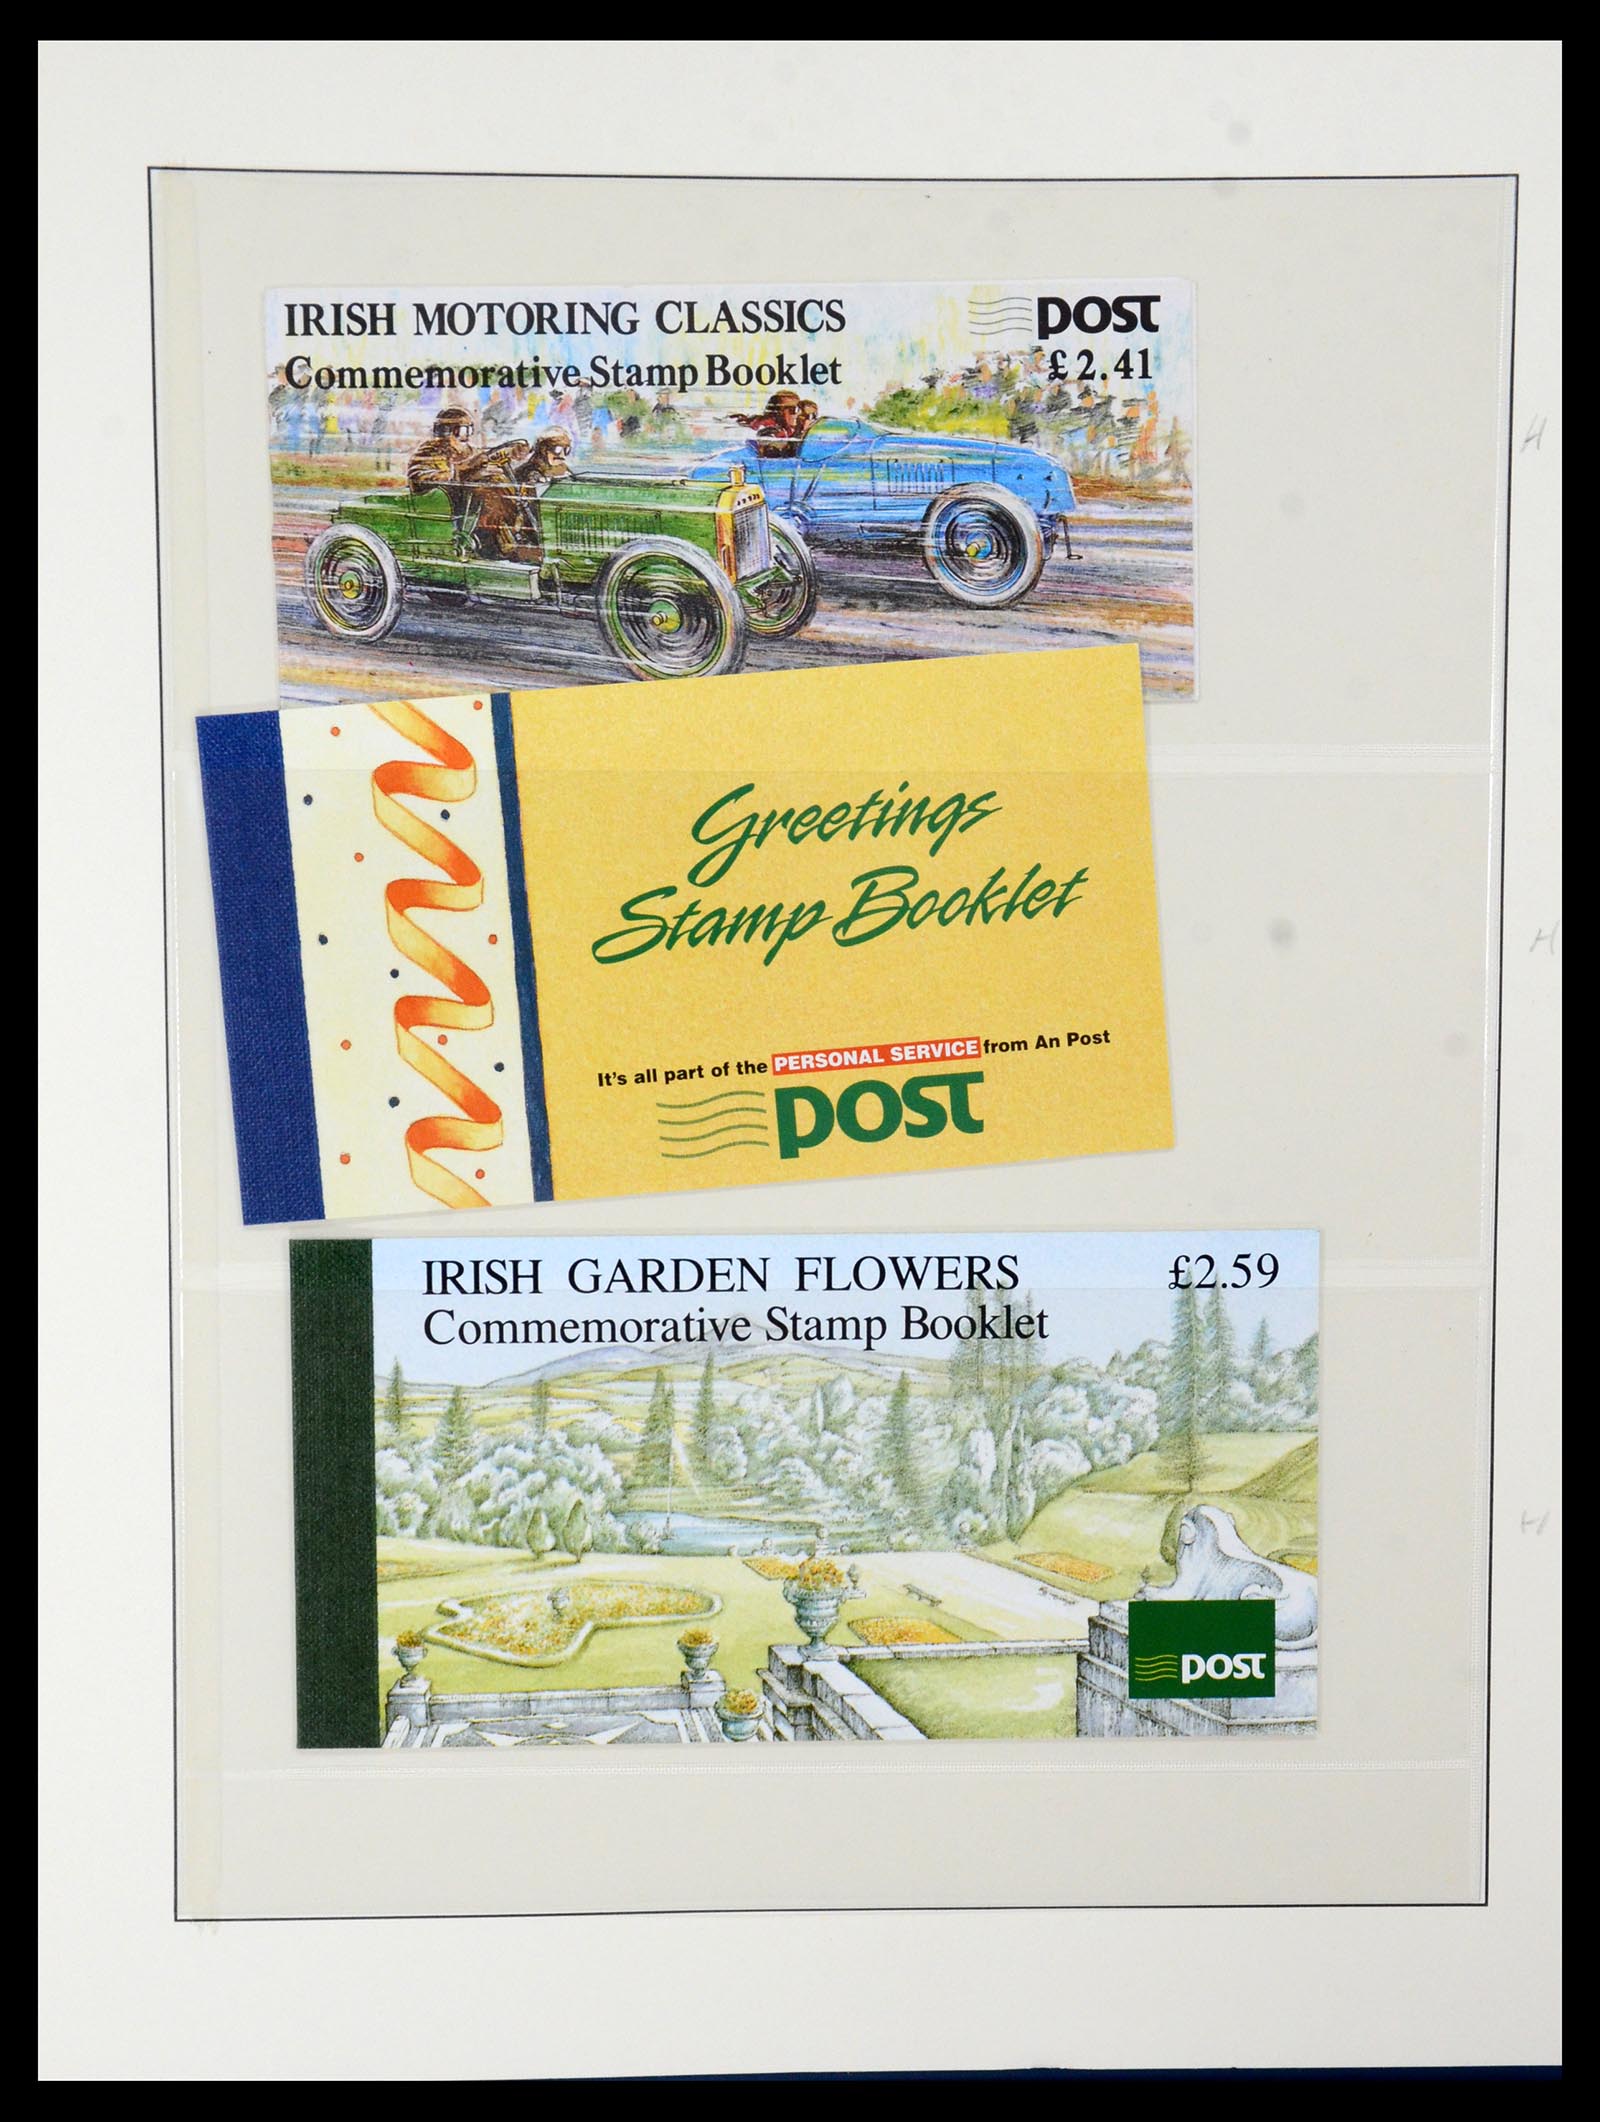 IRISH MOTORING CLASSICS
Commemorative Stamp Booklet
POST
£2.41
H
Greetings
Stamp Booklet
H
It's all part of the PERSONAL SERVICE from An Post
POST
IRISH GARDEN FLOWERS £2.59
Commemorative Stamp Booklet
H
POST